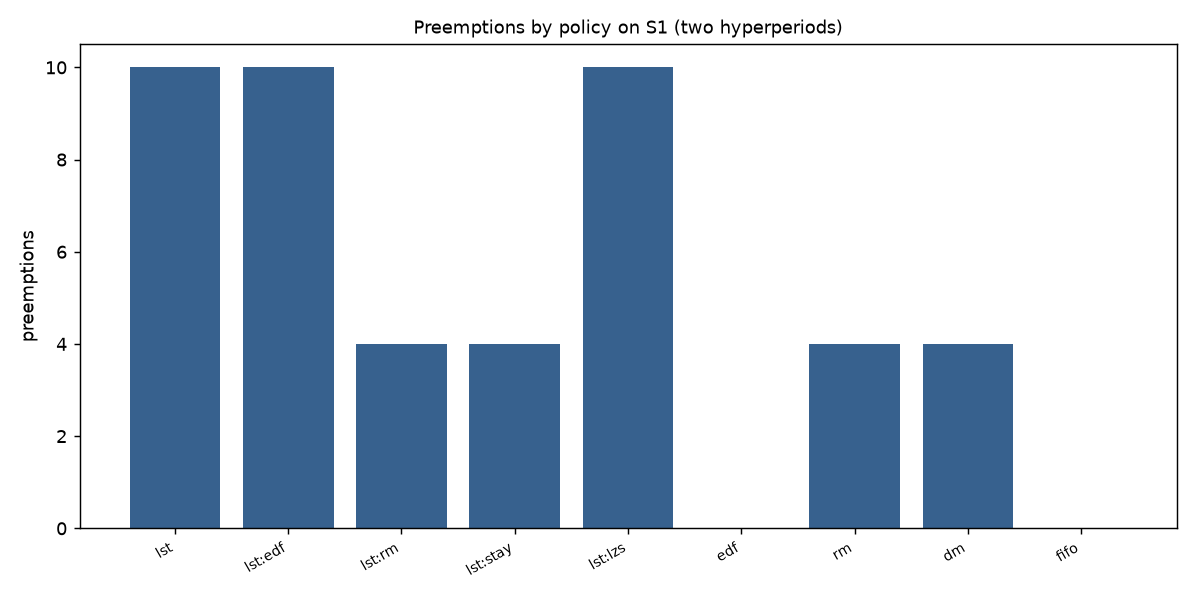 Preemptions by policy on S1 (two hyperperiods)
preemptions
10
8
6
4
2
0
lst
lst:edf
lst:rm
lst:stay
lst:lzs
edf
rm
dm
fifo